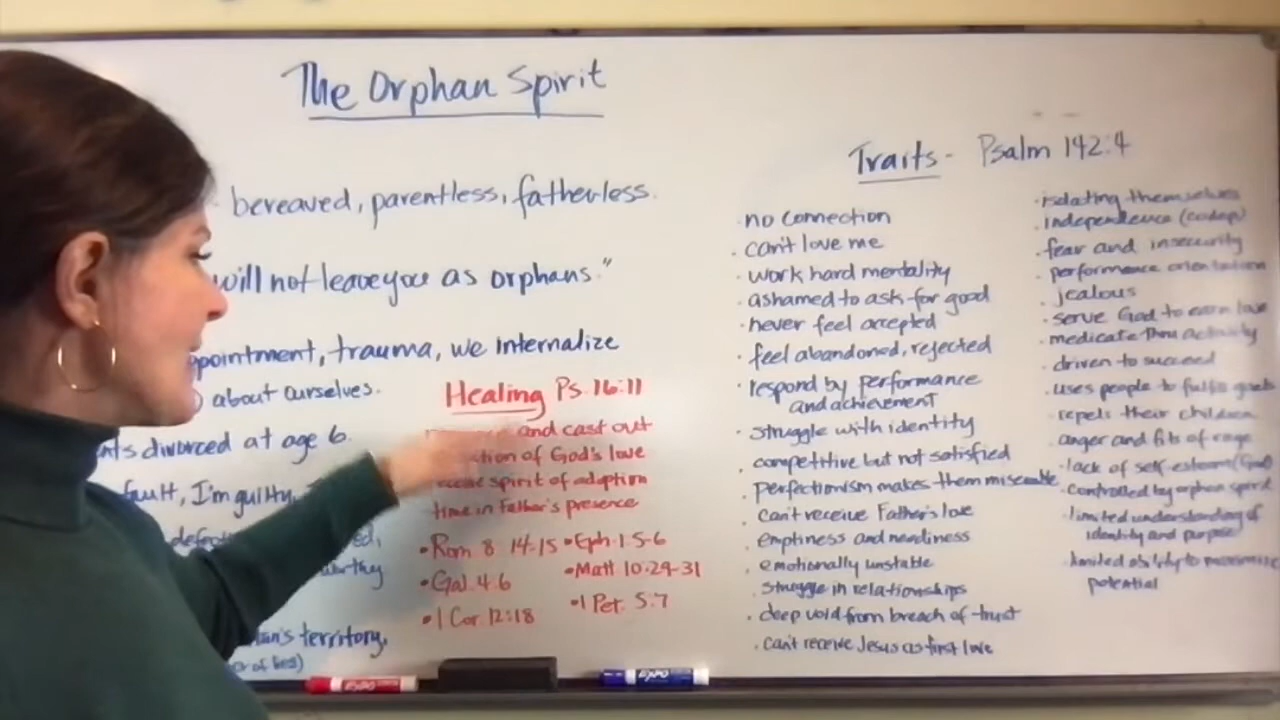 The Orphan Spirit
bereaved, parentless, fatherless.
will not leave you as orphans."
ppointment, trauma, we internalize
about ourselves.
nts divorced at age 6.
fault, I'm guilty,
defect
an's territory,
Healing Ps. 16:11
and cast out
of God's love
spirit of adoption
time in Father's presence
•Rom 8:14-15 •Eph 1:5-6
•Gal. 4:6 •Matt 10:29-31
•1 Cor. 12:18 •1 Pet. 5:7
Traits - Psalm 142:4
·no connection
·can't love me
·work hard mentality
·ashamed to ask for good
·never feel accepted
·feel abandoned, rejected
·respond by performance
and achievement
·struggle with identity
·competitive but not satisfied
·perfectionism makes them miserable
·can't receive Father's love
·emptiness and neediness
·emotionally unstable
·struggle in relationships
·deep void from breach of trust
·can't receive Jesus as first love
·isolating themselves
·independence (codep)
·fear and insecurity
·performance orientation
·jealous
·serve God to earn love
·medicate thru activity
·driven to succeed
·uses people to fulfill goals
·repels their children
·anger and fits of rage
·lack of self-esteem
·controlled by orphan spirit
·limited understanding of
identity and purpose
·limited ability to maximize
potential
EXPO
EXPO